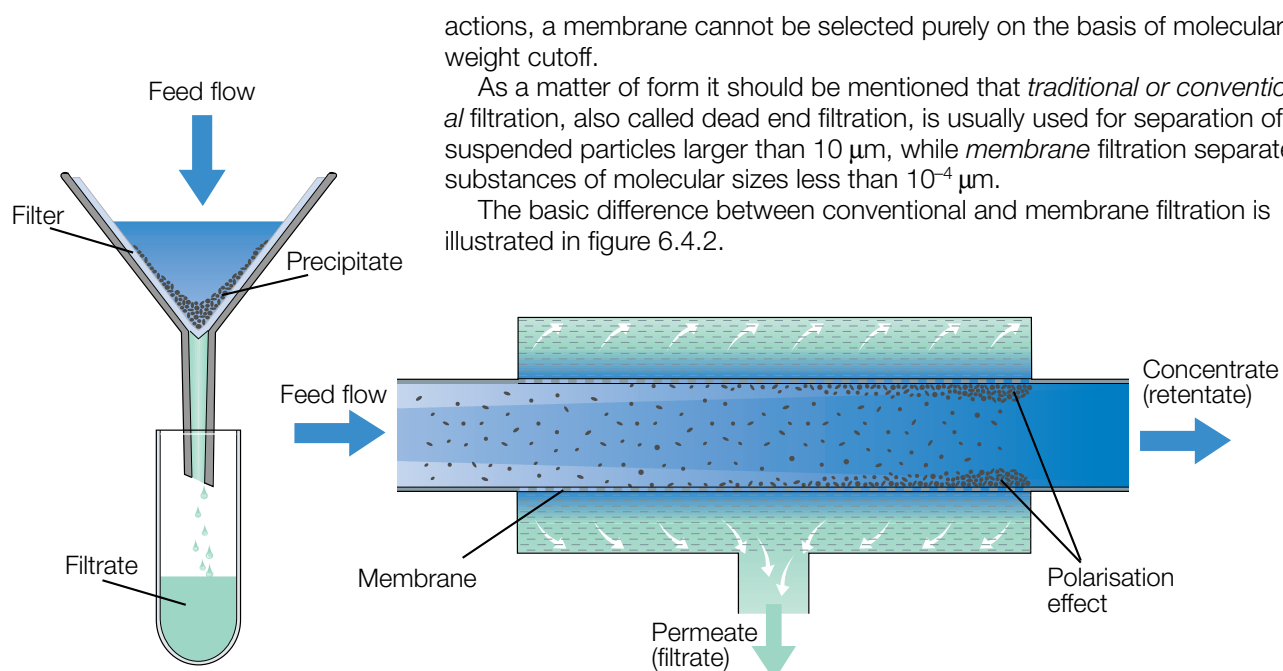 actions, a membrane cannot be selected purely on the basis of molecular
weight cutoff.
As a matter of form it should be mentioned that traditional or conventio
al filtration, also called dead end filtration, is usually used for separation of
suspended particles larger than 10 μm, while membrane filtration separate
substances of molecular sizes less than 10⁻⁴ μm.
The basic difference between conventional and membrane filtration is
illustrated in figure 6.4.2.
Feed flow
Filter
Precipitate
Filtrate
Feed flow
Concentrate
(retentate)
Membrane
Polarisation
effect
Permeate
(filtrate)